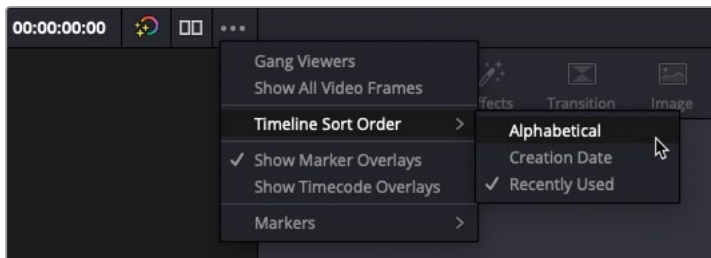 00:00:00:00
Gang Viewers
Show All Video Frames
ffects Transition Image
Timeline Sort Order >
Alphabetical
Show Marker Overlays
Creation Date
Show Timecode Overlays
Recently Used
Markers >